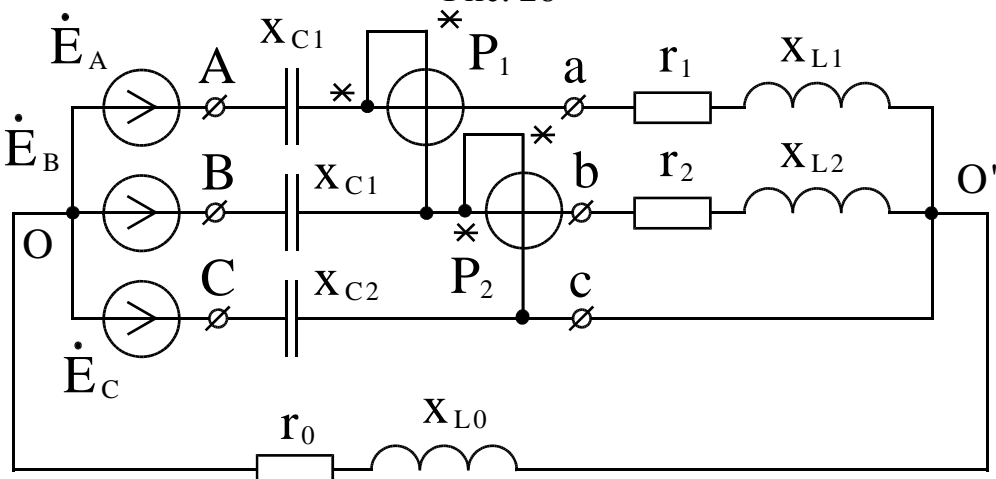 Ė_A A x_C1 * * P_1 a r_1 x_L1
Ė_B B x_C1 * * P_2 b r_2 x_L2 O'
O
Ė_C C x_C2 c
r_0 x_L0